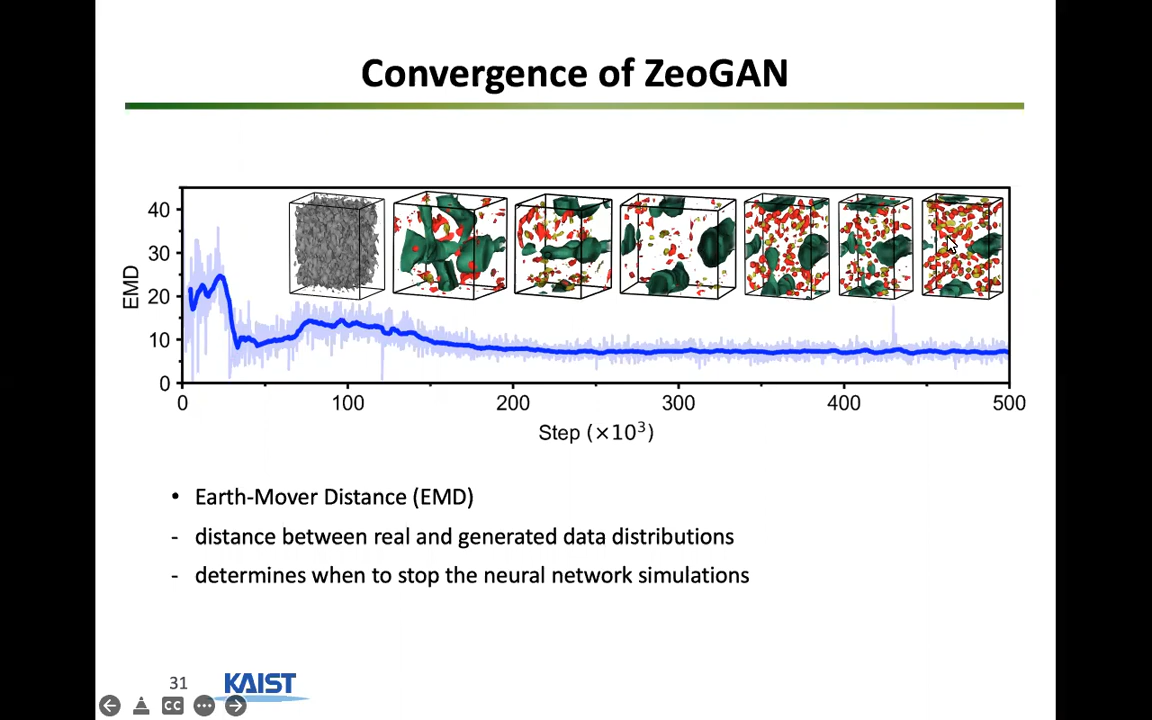 Convergence of ZeoGAN
EMD
40
30
20
10
0
0 100 200 300 400 500
Step (×10³)
• Earth-Mover Distance (EMD)
- distance between real and generated data distributions
- determines when to stop the neural network simulations
31
KAIST
CC